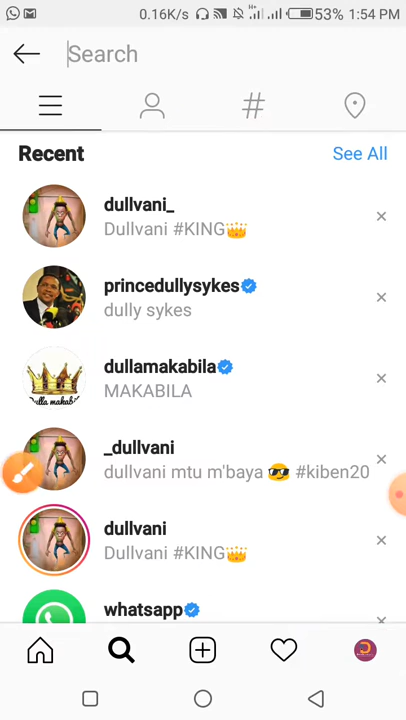 0.16K/s 53% 1:54 PM
Search
#
Recent See All
dullvani_
Dullvani #KING👑
princedullysykes
dully sykes
dullamakabila
MAKABILA
_dullvani
dullvani mtu m'baya 😎 #kiben20
dullvani
Dullvani #KING👑
whatsapp